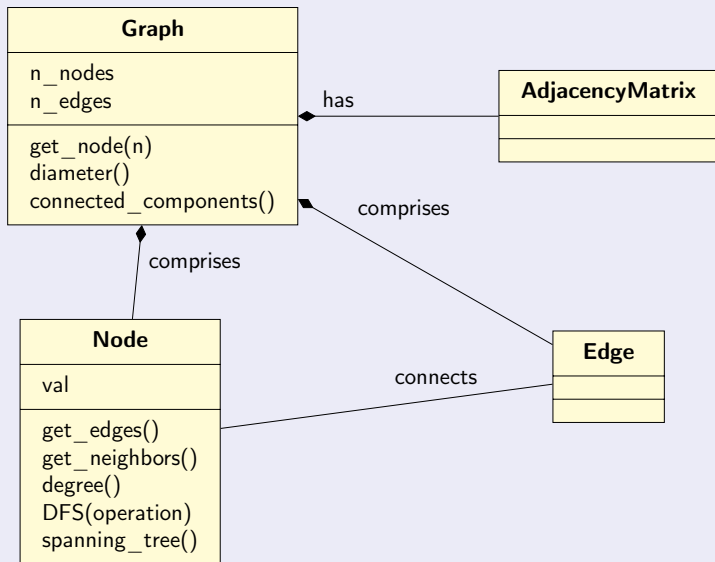 Graph
n_nodes
n_edges
get_node(n)
diameter()
connected_components()
has
AdjacencyMatrix
comprises
comprises
Node
val
get_edges()
get_neighbors()
degree()
DFS(operation)
spanning_tree()
connects
Edge